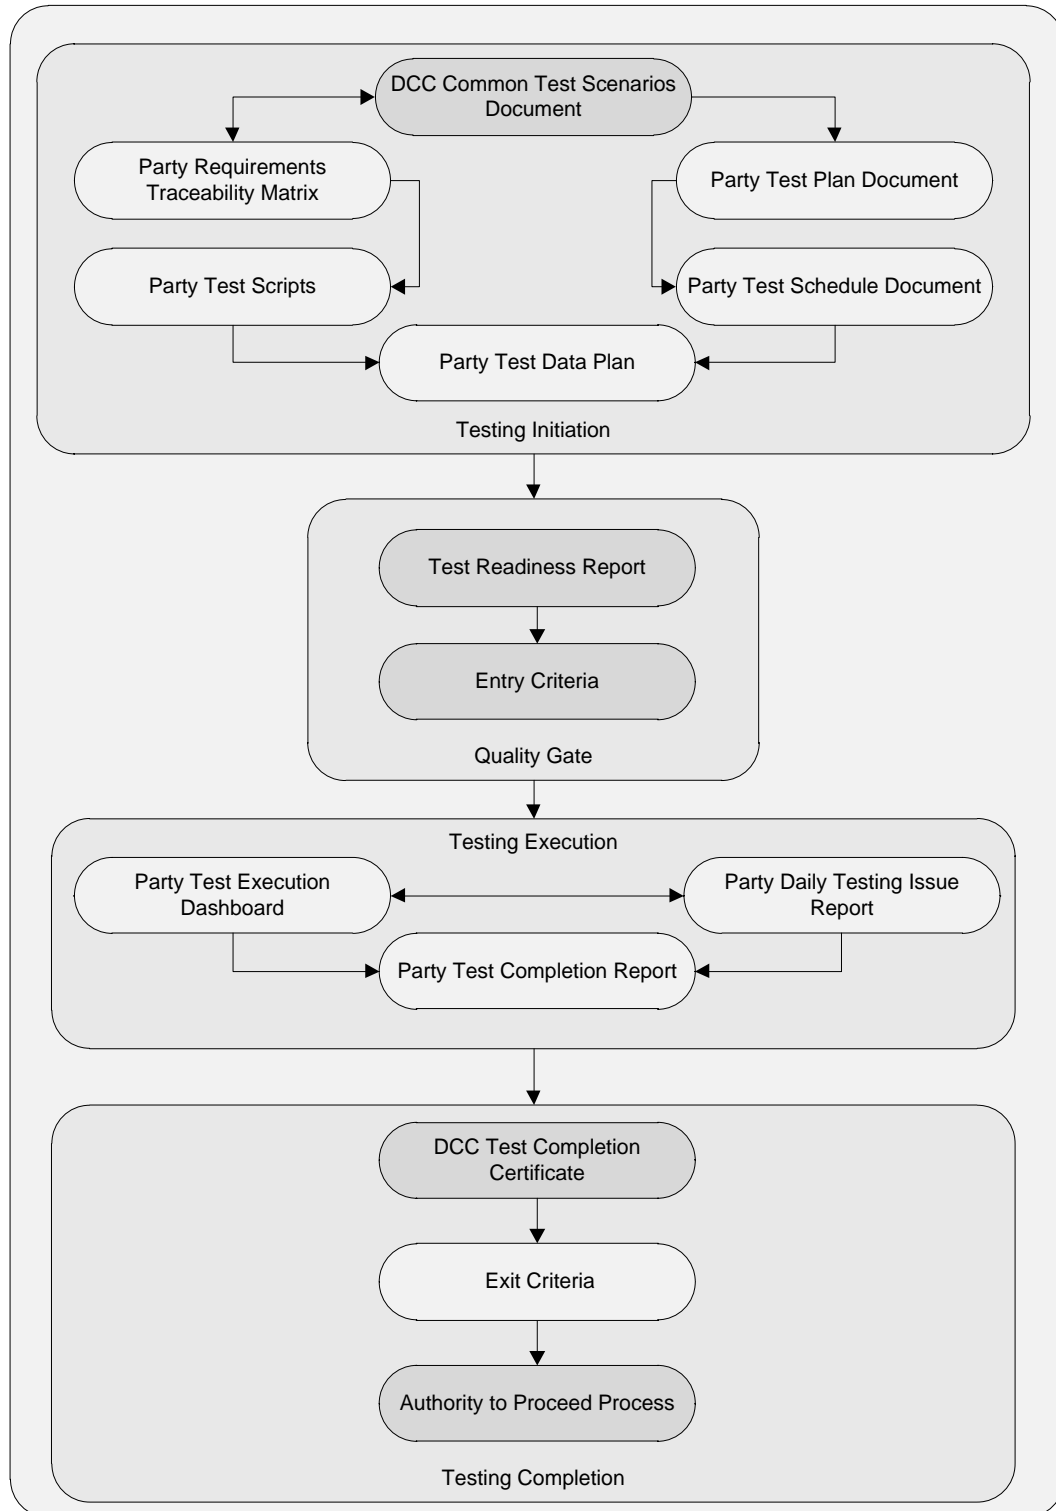 DCC Common Test Scenarios
Document
Party Requirements
Traceability Matrix
Party Test Plan Document
Party Test Scripts
Party Test Schedule Document
Party Test Data Plan
Testing Initiation
Test Readiness Report
Entry Criteria
Quality Gate
Testing Execution
Party Test Execution
Dashboard
Party Daily Testing Issue
Report
Party Test Completion Report
DCC Test Completion
Certificate
Exit Criteria
Authority to Proceed Process
Testing Completion